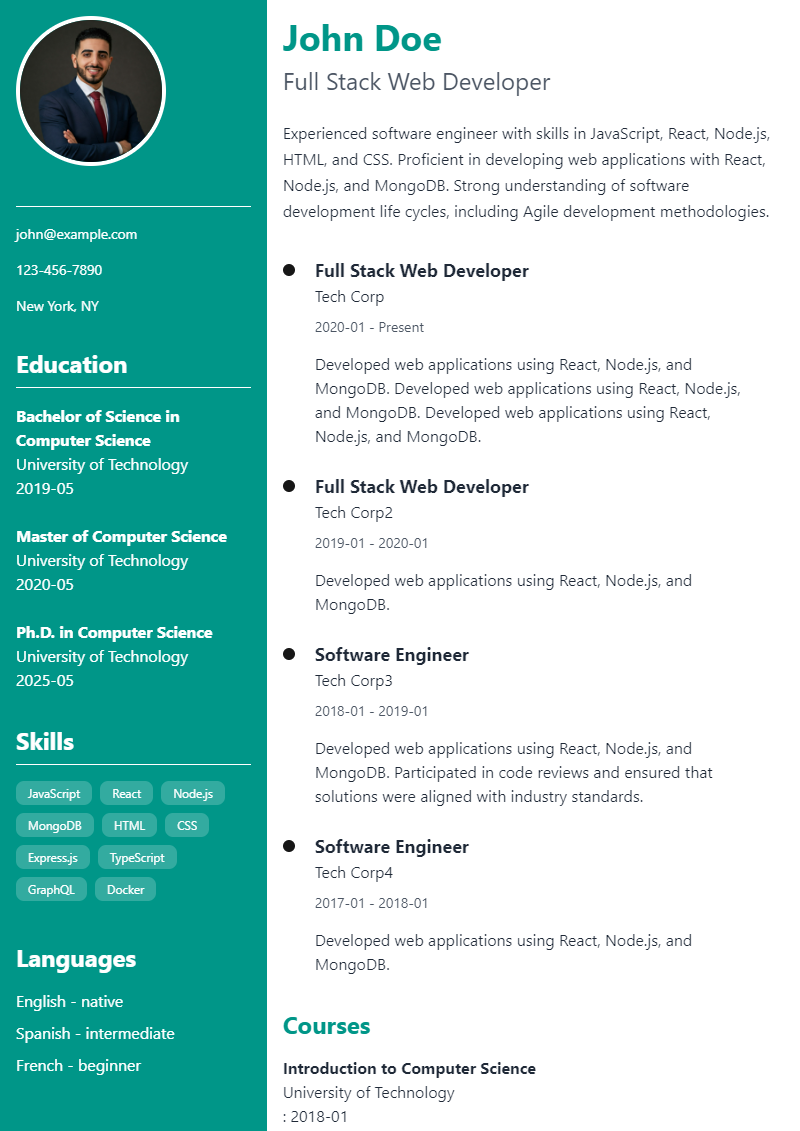 john@example.com
123-456-7890
New York, NY
Education
Bachelor of Science in
Computer Science
University of Technology
2019-05
Master of Computer Science
University of Technology
2020-05
Ph.D. in Computer Science
University of Technology
2025-05
Skills
JavaScript React Node.js
MongoDB HTML CSS
Express.js TypeScript
GraphQL Docker
Languages
English - native
Spanish - intermediate
French - beginner
John Doe
Full Stack Web Developer
Experienced software engineer with skills in JavaScript, React, Node.js,
HTML, and CSS. Proficient in developing web applications with React,
Node.js, and MongoDB. Strong understanding of software
development life cycles, including Agile development methodologies.
Full Stack Web Developer
Tech Corp
2020-01 - Present
Developed web applications using React, Node.js, and
MongoDB. Developed web applications using React, Node.js,
and MongoDB. Developed web applications using React,
Node.js, and MongoDB.
Full Stack Web Developer
Tech Corp2
2019-01 - 2020-01
Developed web applications using React, Node.js, and
MongoDB.
Software Engineer
Tech Corp3
2018-01 - 2019-01
Developed web applications using React, Node.js, and
MongoDB. Participated in code reviews and ensured that
solutions were aligned with industry standards.
Software Engineer
Tech Corp4
2017-01 - 2018-01
Developed web applications using React, Node.js, and
MongoDB.
Courses
Introduction to Computer Science
University of Technology
: 2018-01